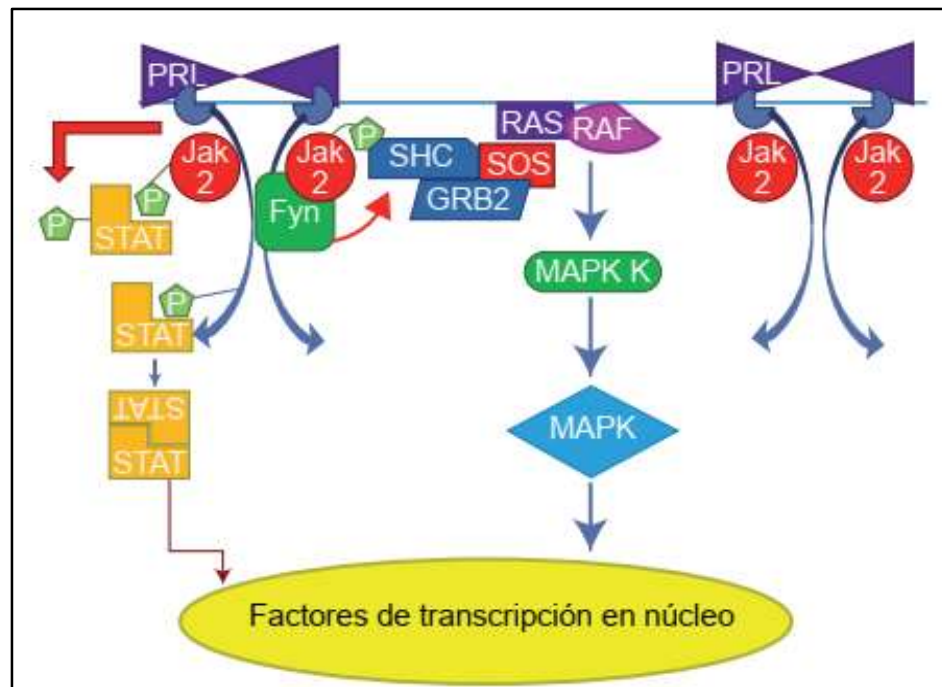 PRL
PRL
RAS
RAF
P
Jak
2
Jak
2
SHC
SOS
Jak
2
Jak
2
P
P
STAT
Fyn
GRB2
MAPK K
P
STAT
STAT
STAT
MAPK
Factores de transcripción en núcleo